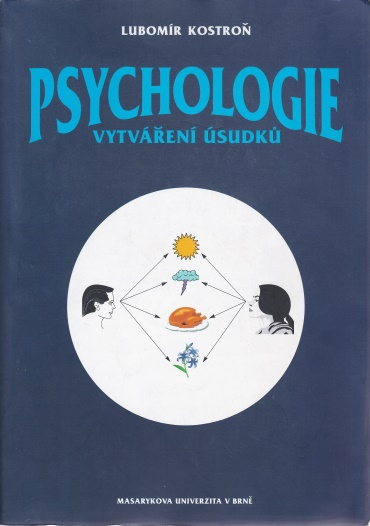 LUBOMÍR KOSTROŇ
PSYCHOLOGIE
VYTVÁŘENÍ ÚSUDKŮ
MASARYKOVA UNIVERZITA V BRNĚ